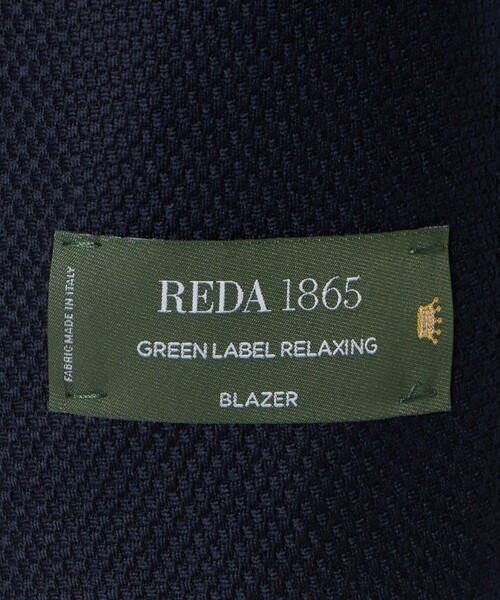 REDA 1865
GREEN LABEL RELAXING
BLAZER
FABRIC MADE IN ITALY